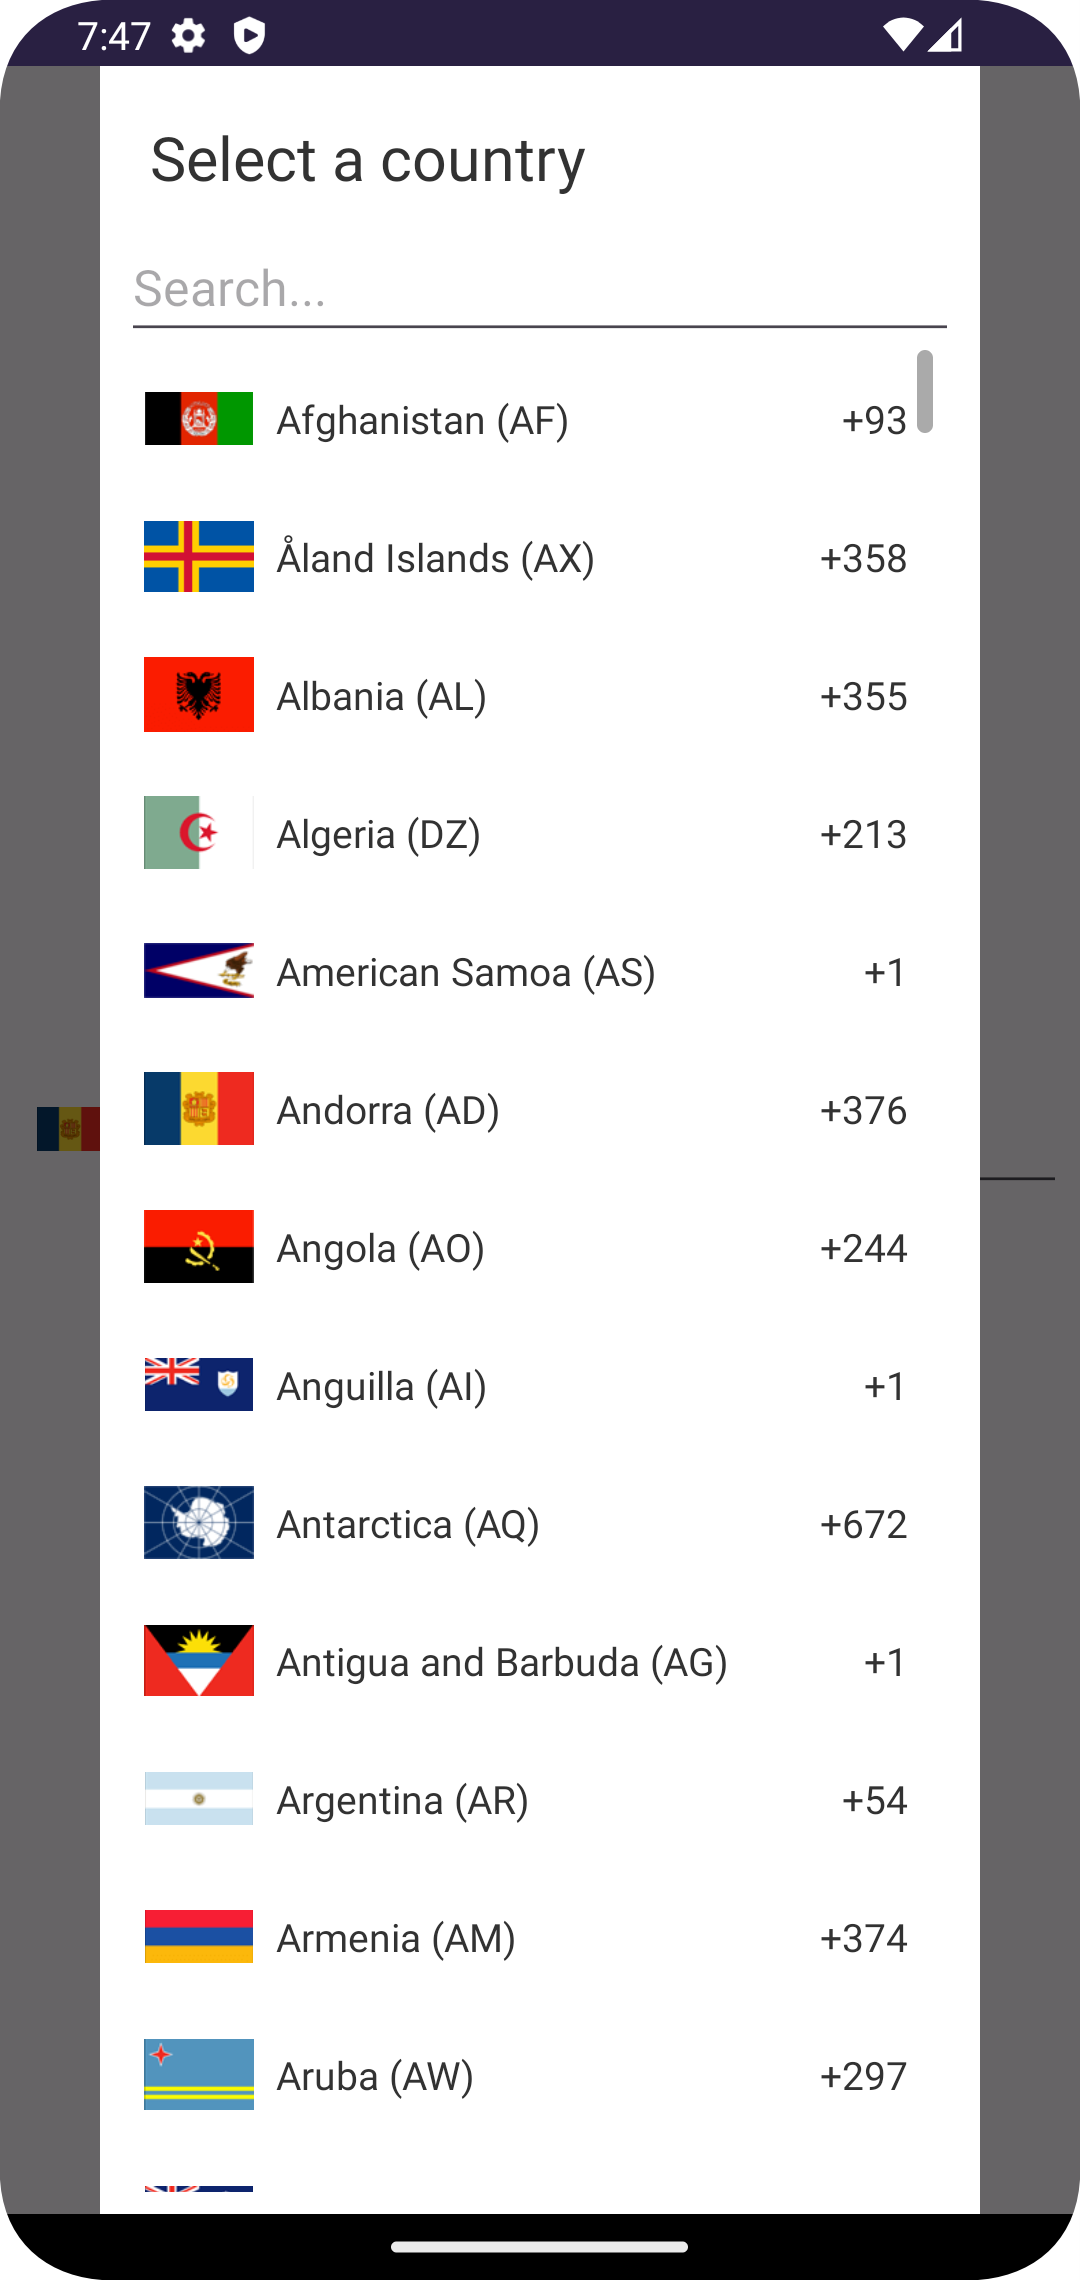 7:47
Select a country
Search...
Afghanistan (AF) +93
Åland Islands (AX) +358
Albania (AL) +355
Algeria (DZ) +213
American Samoa (AS) +1
Andorra (AD) +376
Angola (AO) +244
Anguilla (AI) +1
Antarctica (AQ) +672
Antigua and Barbuda (AG) +1
Argentina (AR) +54
Armenia (AM) +374
Aruba (AW) +297